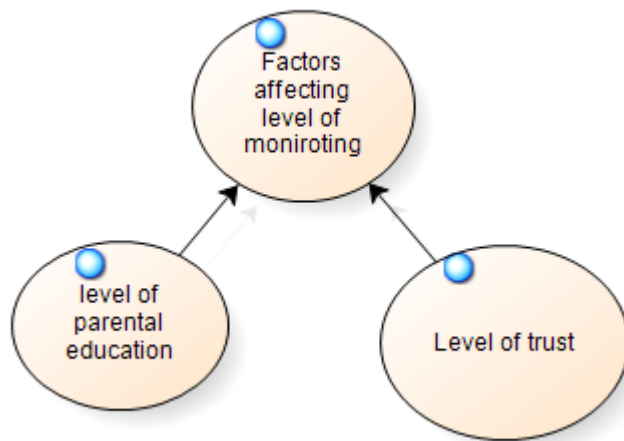 Factors
affecting
level of
moniroting
level of
parental
education
Level of trust